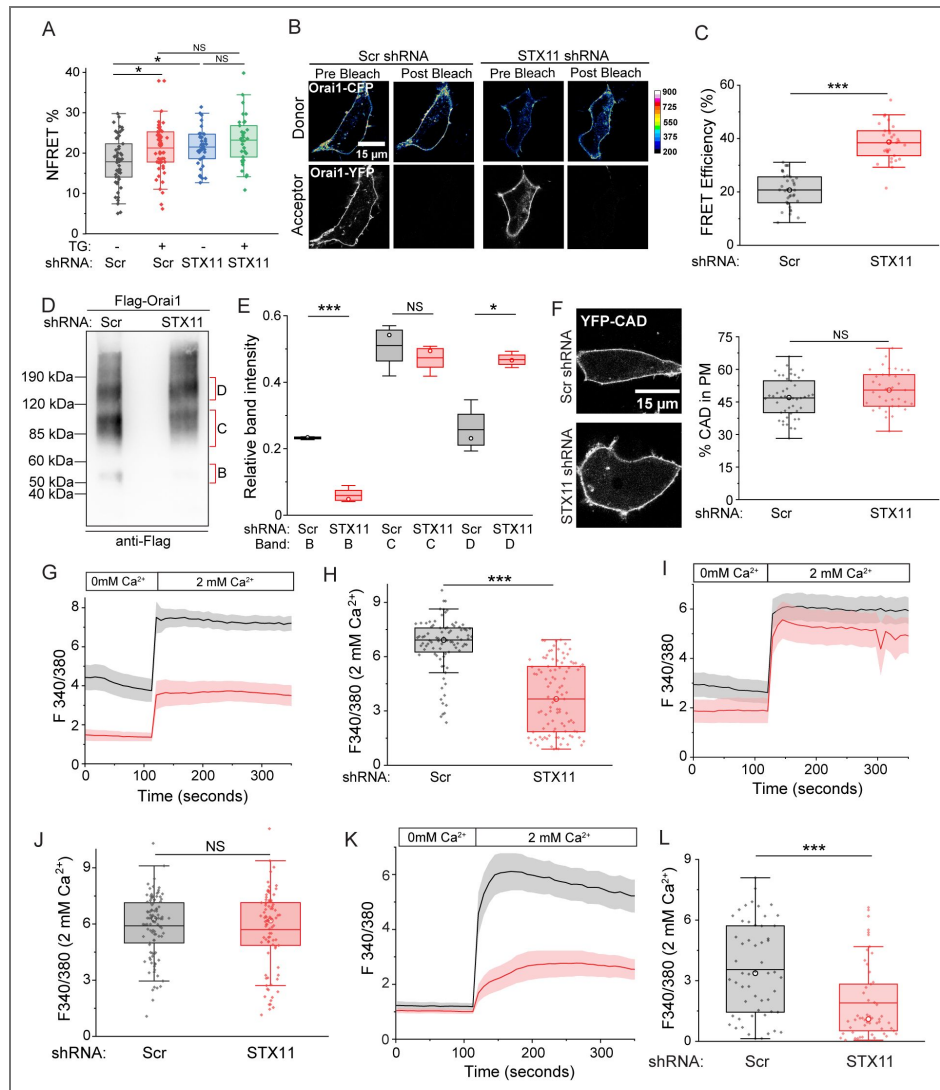 A
NS
*
NS
*
NFRET %
40
30
20
10
0
TG: - + - +
shRNA: Scr Scr STX11 STX11
B
Scr shRNA STX11 shRNA
Pre Bleach Post Bleach Pre Bleach Post Bleach
Donor
Orai1-CFP
15 µm
900
750
675
575
475
375
200
Acceptor
Orai1-YFP
C
***
FRET Efficiency (%)
60
40
20
0
Scr STX11
D
Flag-Orai1
shRNA: Scr STX11
190 kDa
120 kDa
85 kDa
60 kDa
50 kDa
40 kDa
D
C
B
anti-Flag
E
*** NS *
Relative band intensity
0.6
0.3
0.0
shRNA: Scr STX11 Scr STX11 Scr STX11
Band: B B C C D D
F
YFP-CAD
Scr shRNA
15 µm
STX11 shRNA
NS
% CAD in PM
75
60
45
30
15
0
Scr STX11
G
0mM Ca²⁺ 2 mM Ca²⁺
F 340/380
8
6
4
2
0
0 100 200 300
Time (seconds)
H
***
F340/380 (2 mM Ca²⁺)
9
6
3
0
shRNA: Scr STX11
I
0mM Ca²⁺ 2 mM Ca²⁺
F 340/380
6
4
2
0
0 100 200 300
Time (seconds)
J
NS
F340/380 (2 mM Ca²⁺)
9
6
3
0
Scr STX11
shRNA:
K
0mM Ca²⁺ 2 mM Ca²⁺
F 340/380
6
4
2
0
0 100 200 300
Time (seconds)
L
***
F340/380 (2 mM Ca²⁺)
9
6
3
0
shRNA: Scr STX11